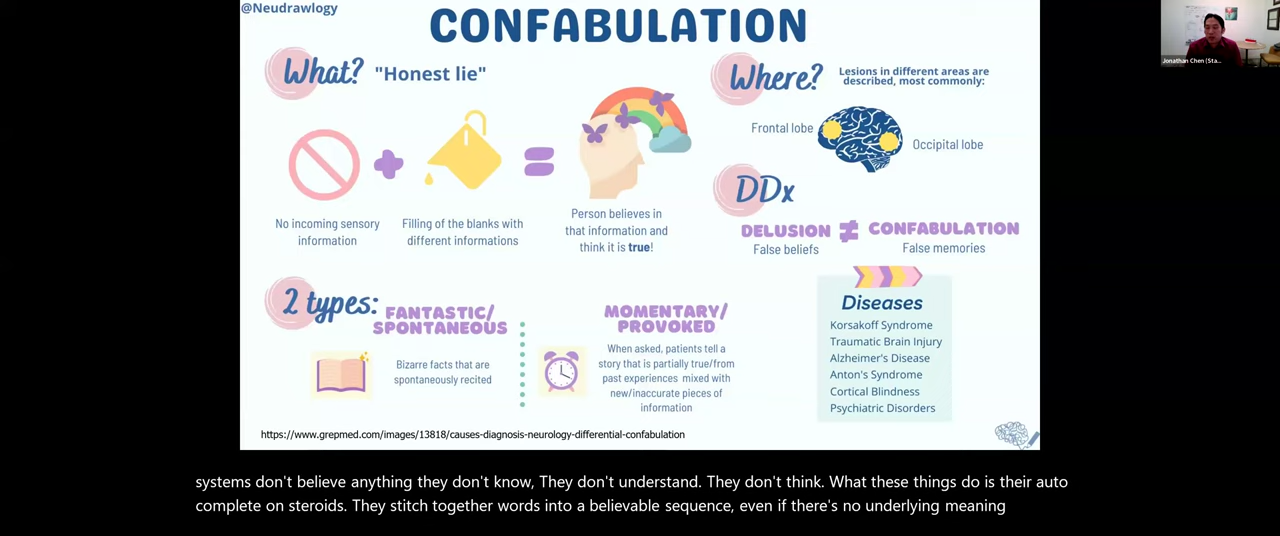 @Neudrawlogy
CONFABULATION
What? "Honest lie"
No incoming sensory
information
Filling of the blanks with
different informations
Person believes in
that information and
think it is true!
Where?
Lesions in different areas are
described, most commonly:
Frontal lobe
Occipital lobe
DDx
DELUSION ≠ CONFABULATION
False beliefs
False memories
2 types:
FANTASTIC/
SPONTANEOUS
Bizarre facts that are
spontaneously recited
MOMENTARY/
PROVOKED
When asked, patients tell a
story that is partially true/from
past experiences mixed with
new/inaccurate pieces of
information
Diseases
Korsakoff Syndrome
Traumatic Brain Injury
Alzheimer's Disease
Anton's Syndrome
Cortical Blindness
Psychiatric Disorders
https://www.grepmed.com/images/13818/causes-diagnosis-neurology-differential-confabulation
Jonathan Chen (Sta...
systems don't believe anything they don't know, They don't understand. They don't think. What these things do is their auto
complete on steroids. They stitch together words into a believable sequence, even if there's no underlying meaning